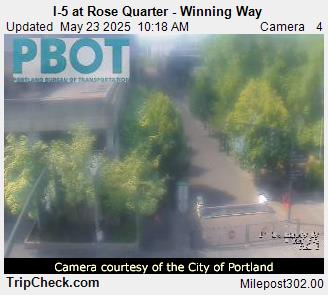 I-5 at Rose Quarter - Winning Way
Updated May 23 2025 10:18 AM Camera 4
PBOT
PORTLAND BUREAU OF TRANSPORTATION
Camera courtesy of the City of Portland
TripCheck.com Milepost302.00